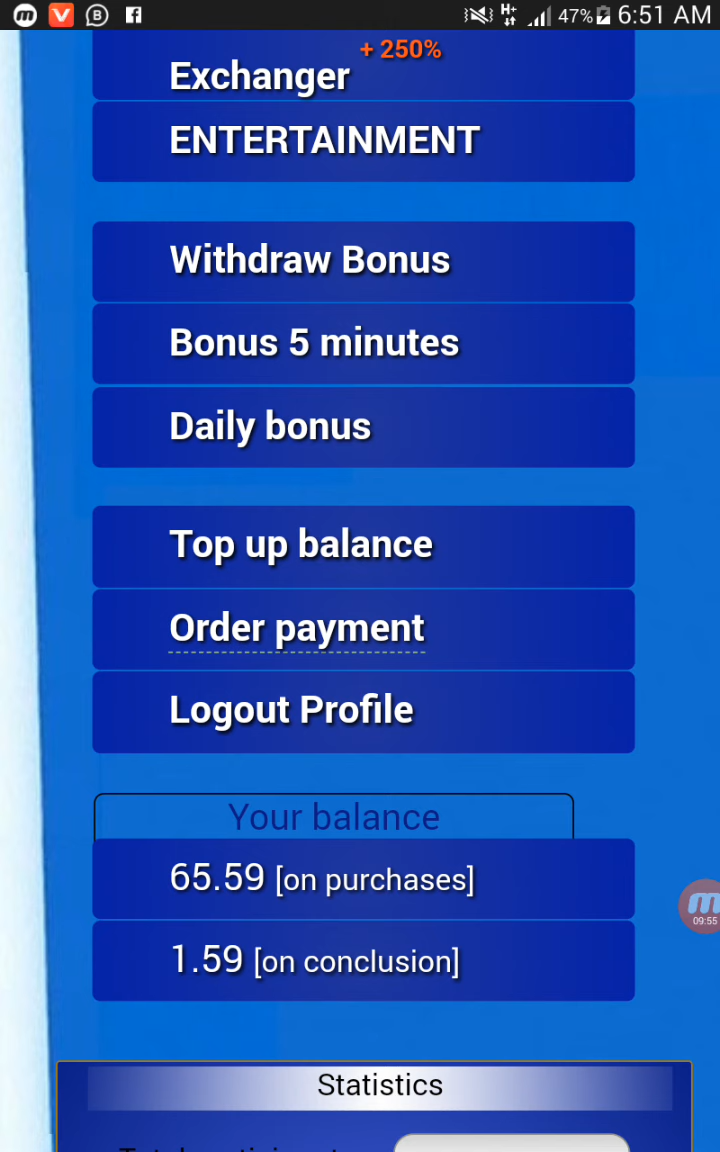 47% 6:51 AM
+ 250%
Exchanger
ENTERTAINMENT
Withdraw Bonus
Bonus 5 minutes
Daily bonus
Top up balance
Order payment
Logout Profile
Your balance
65.59 [on purchases]
1.59 [on conclusion]
09:55
Statistics